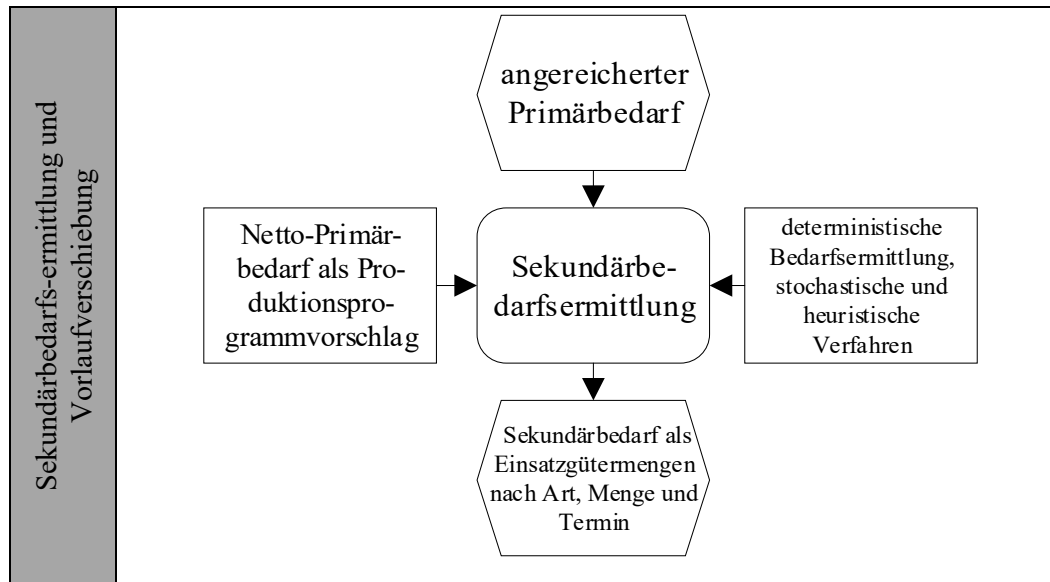 Sekundärbedarfs-ermittlung und
Vorlaufverschiebung
angereicherter
Primärbedarf
Netto-Primär-
bedarf als Pro-
duktionspro-
grammvorschlag
Sekundärbe-
darfsermittlung
deterministische
Bedarfsermittlung,
stochastische und
heuristische
Verfahren
Sekundärbedarf als
Einsatzgütermengen
nach Art, Menge und
Termin